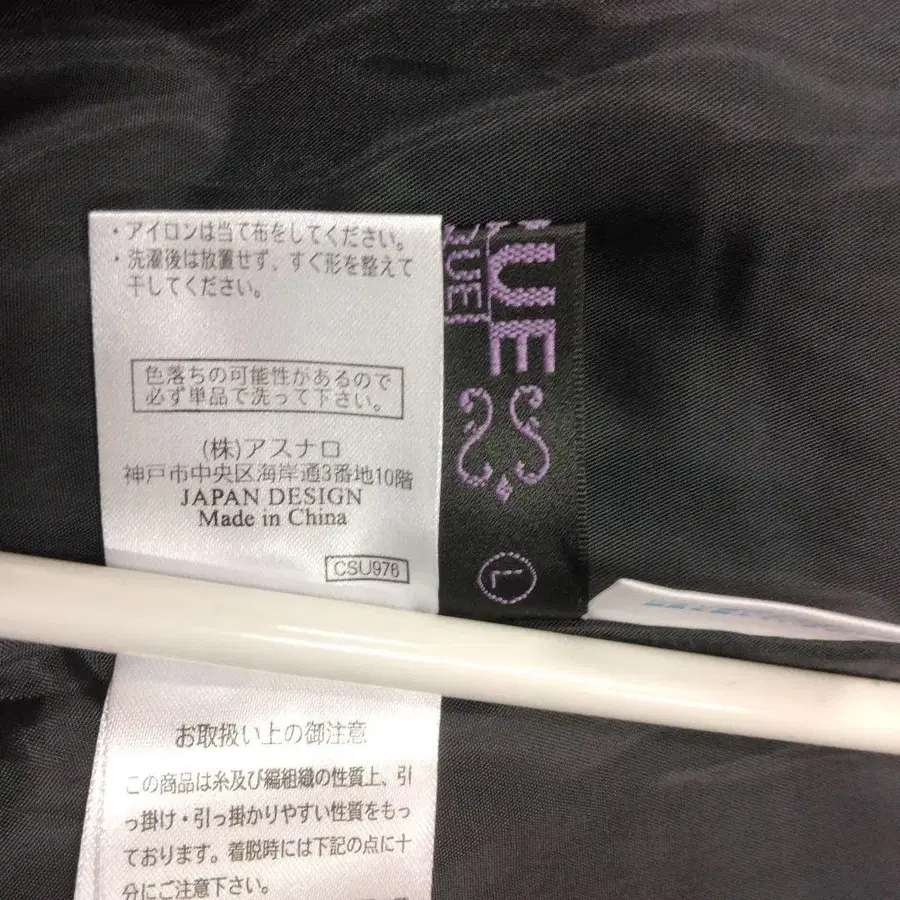 ・アイロンは当て布をしてください。
・洗濯後は放置せず、すぐ形を整えて
干してください。
色落ちの可能性があるので
必ず単品で洗って下さい。
(株)アスナロ
神戸市中央区海岸通3番地10階
JAPAN DESIGN
Made in China
CSU976
UE
QUE
L
お取扱い上の御注意
この商品は糸及び編組織の性質上、引
っ掛け・引っ掛かりやすい性質をもっ
ております。着脱時には下記の点に十
分にご注意下さい。